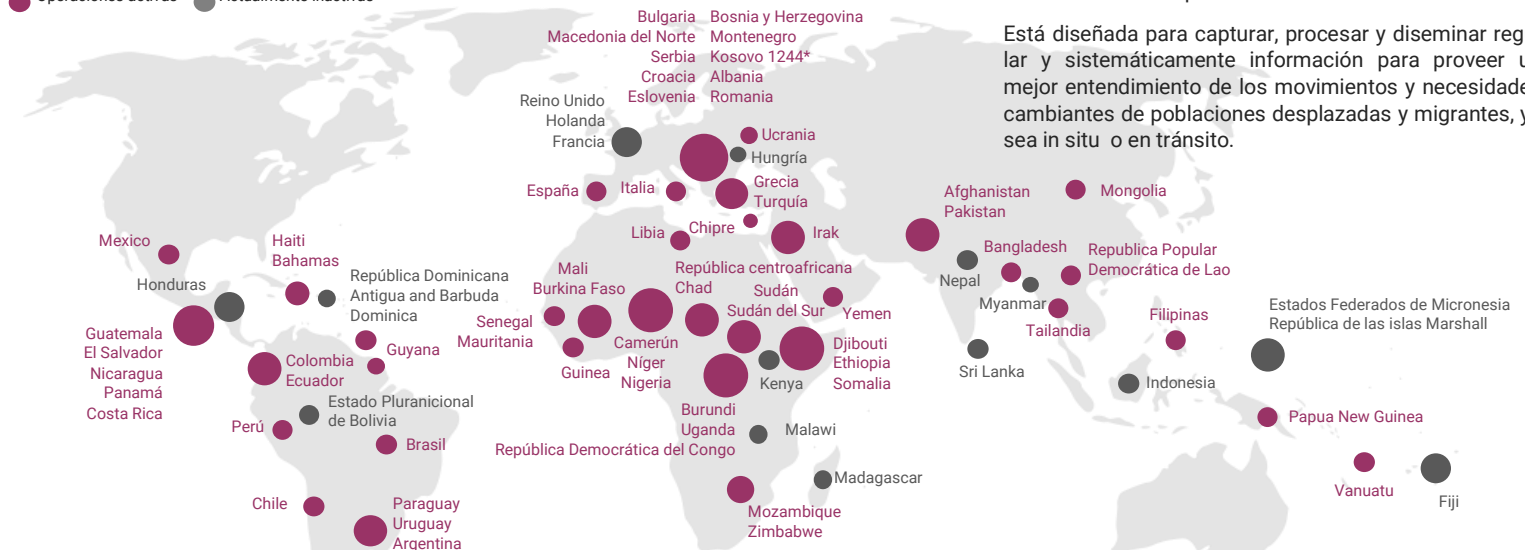 Operaciones activas
Actualmente inactivas
Está diseñada para capturar, procesar y diseminar reg
lar y sistemáticamente información para proveer u
mejor entendimiento de los movimientos y necesidade
cambiantes de poblaciones desplazadas y migrantes, y
sea in situ o en tránsito.
Bulgaria
Macedonia del Norte
Serbia
Croacia
Eslovenia
Bosnia y Herzegovina
Montenegro
Kosovo 1244*
Albania
Romania
Reino Unido
Holanda
Francia
Ucrania
Hungría
España
Italia
Grecia
Turquía
Afghanistan
Pakistan
Mongolia
Mexico
Haiti
Bahamas
Libia
Chipre
Irak
Bangladesh
Republica Popular
Democrática de Lao
Honduras
República Dominicana
Antigua and Barbuda
Dominica
Mali
Burkina Faso
República centroafricana
Chad
Sudán
Sudán del Sur
Nepal
Myanmar
Tailandia
Yemen
Filipinas
Estados Federados de Micronesia
República de las islas Marshall
Guatemala
El Salvador
Nicaragua
Panamá
Costa Rica
Senegal
Mauritania
Guinea
Camerún
Níger
Nigeria
Djibouti
Ethiopia
Somalia
Kenya
Sri Lanka
Indonesia
Guyana
Colombia
Ecuador
Estado Pluranicional
de Bolivia
Perú
Brasil
Burundi
Uganda
República Democrática del Congo
Malawi
Papua New Guinea
Madagascar
Vanuatu
Fiji
Chile
Paraguay
Uruguay
Argentina
Mozambique
Zimbabwe